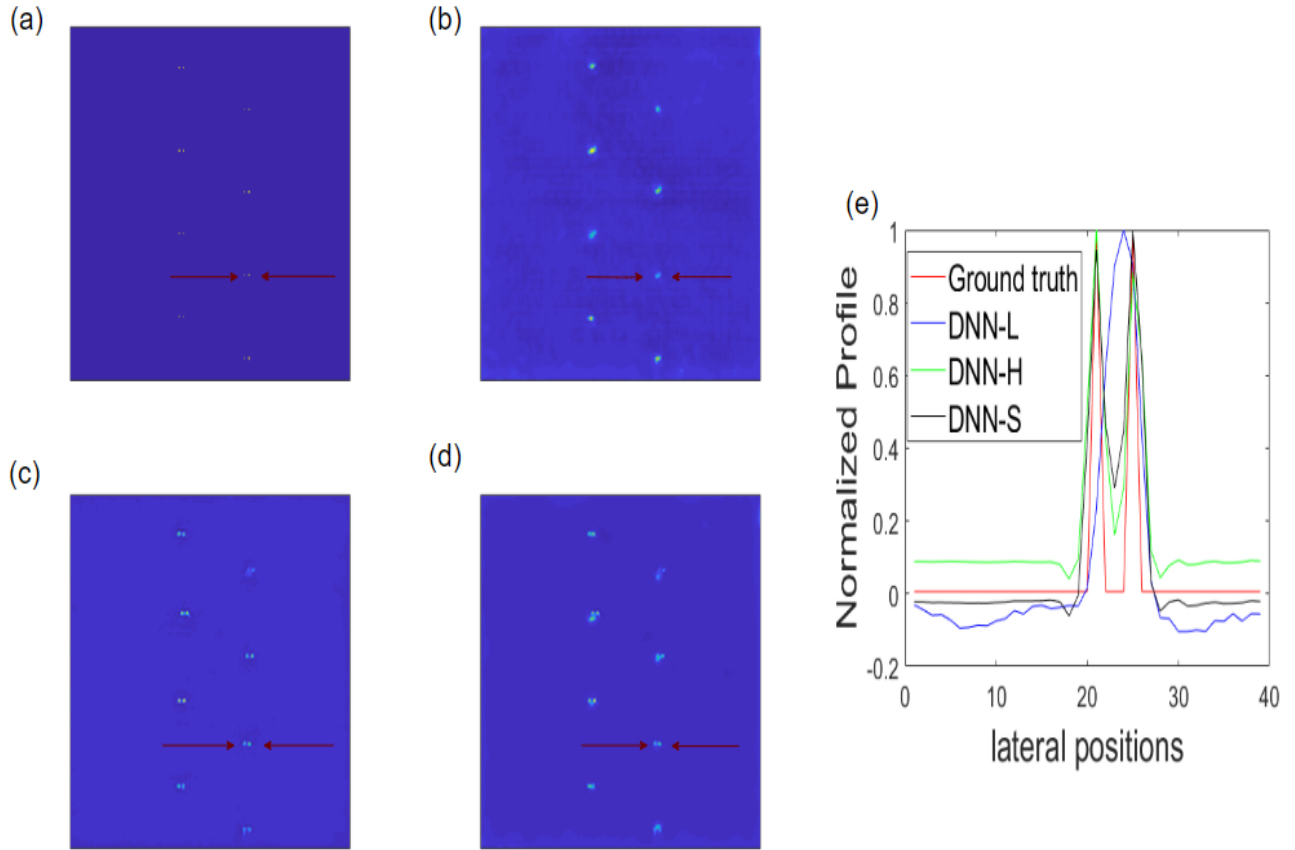 (a)
(b)
(c)
(d)
(e)
Normalized Profile
1
0.8
0.6
0.4
0.2
0
-0.2
Ground truth
DNN-L
DNN-H
DNN-S
0
10
20
30
40
lateral positions